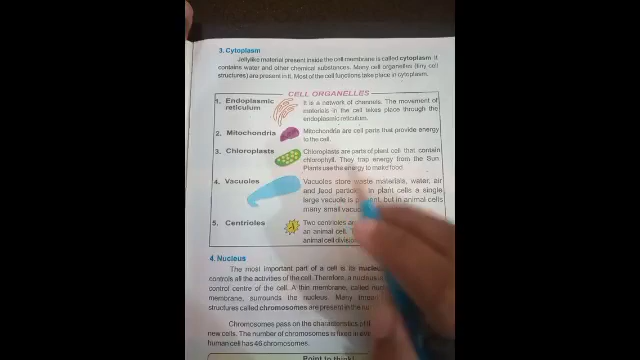 3. Cytoplasm
Jellylike material present inside the cell membrane is called cytoplasm. It
contains water and other chemical substances. Many cell organelles (tiny cell
structures) are present in it. Most of the cell functions take place in cytoplasm.
CELL ORGANELLES
1. Endoplasmic reticulum
It is a network of channels. The movement of
materials in the cell takes place through the
endoplasmic reticulum.
2. Mitochondria
Mitochondria are cell parts that provide energy
to the cell.
3. Chloroplasts
Chloroplasts are parts of plant cell that contain
chlorophyll. They trap energy from the Sun
Plants use the energy to make food
4. Vacuoles
Vacuoles store waste materials, water, air
and food particles. In plant cells a single
large vacuole is present, but in animal cells
many small
5. Centrioles
Two centrioles
an animal cell.
animal cell
4. Nucleus
The most important part of a cell is its
controls all the activities of the cell. Therefore, a
control centre of the cell. A thin membrane, called
membrane, surrounds the nucleus. Many
structures called chromosomes are present in the
Chromosomes pass on the characteristics of
new cells. The number of chromosomes is fixed in
human cell has 46 chromosomes.
Point to think!